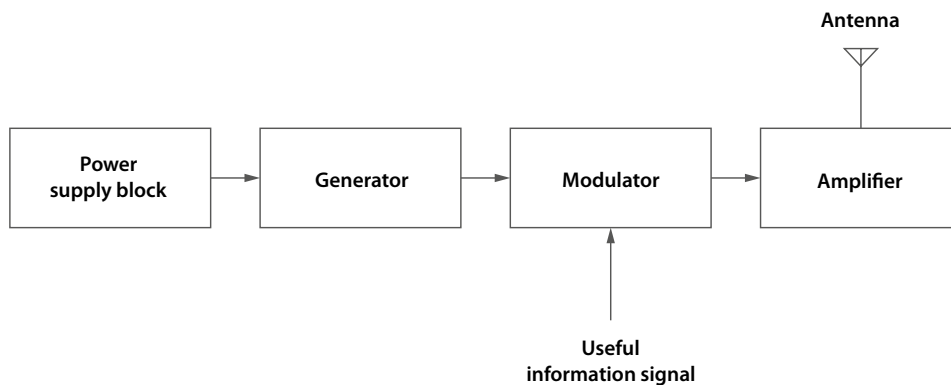 Antenna
Power
supply block
Generator
Modulator
Amplifier
Useful
information signal